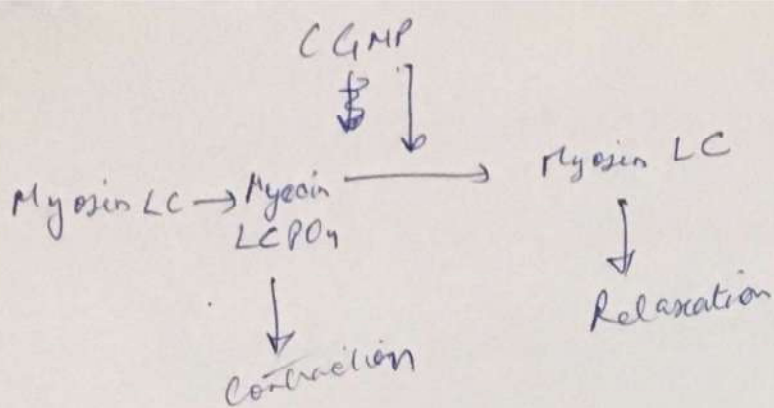 CGMP
Myosin LC → Myosin → Myosin LC
LCPO4
Relaxation
Contraction